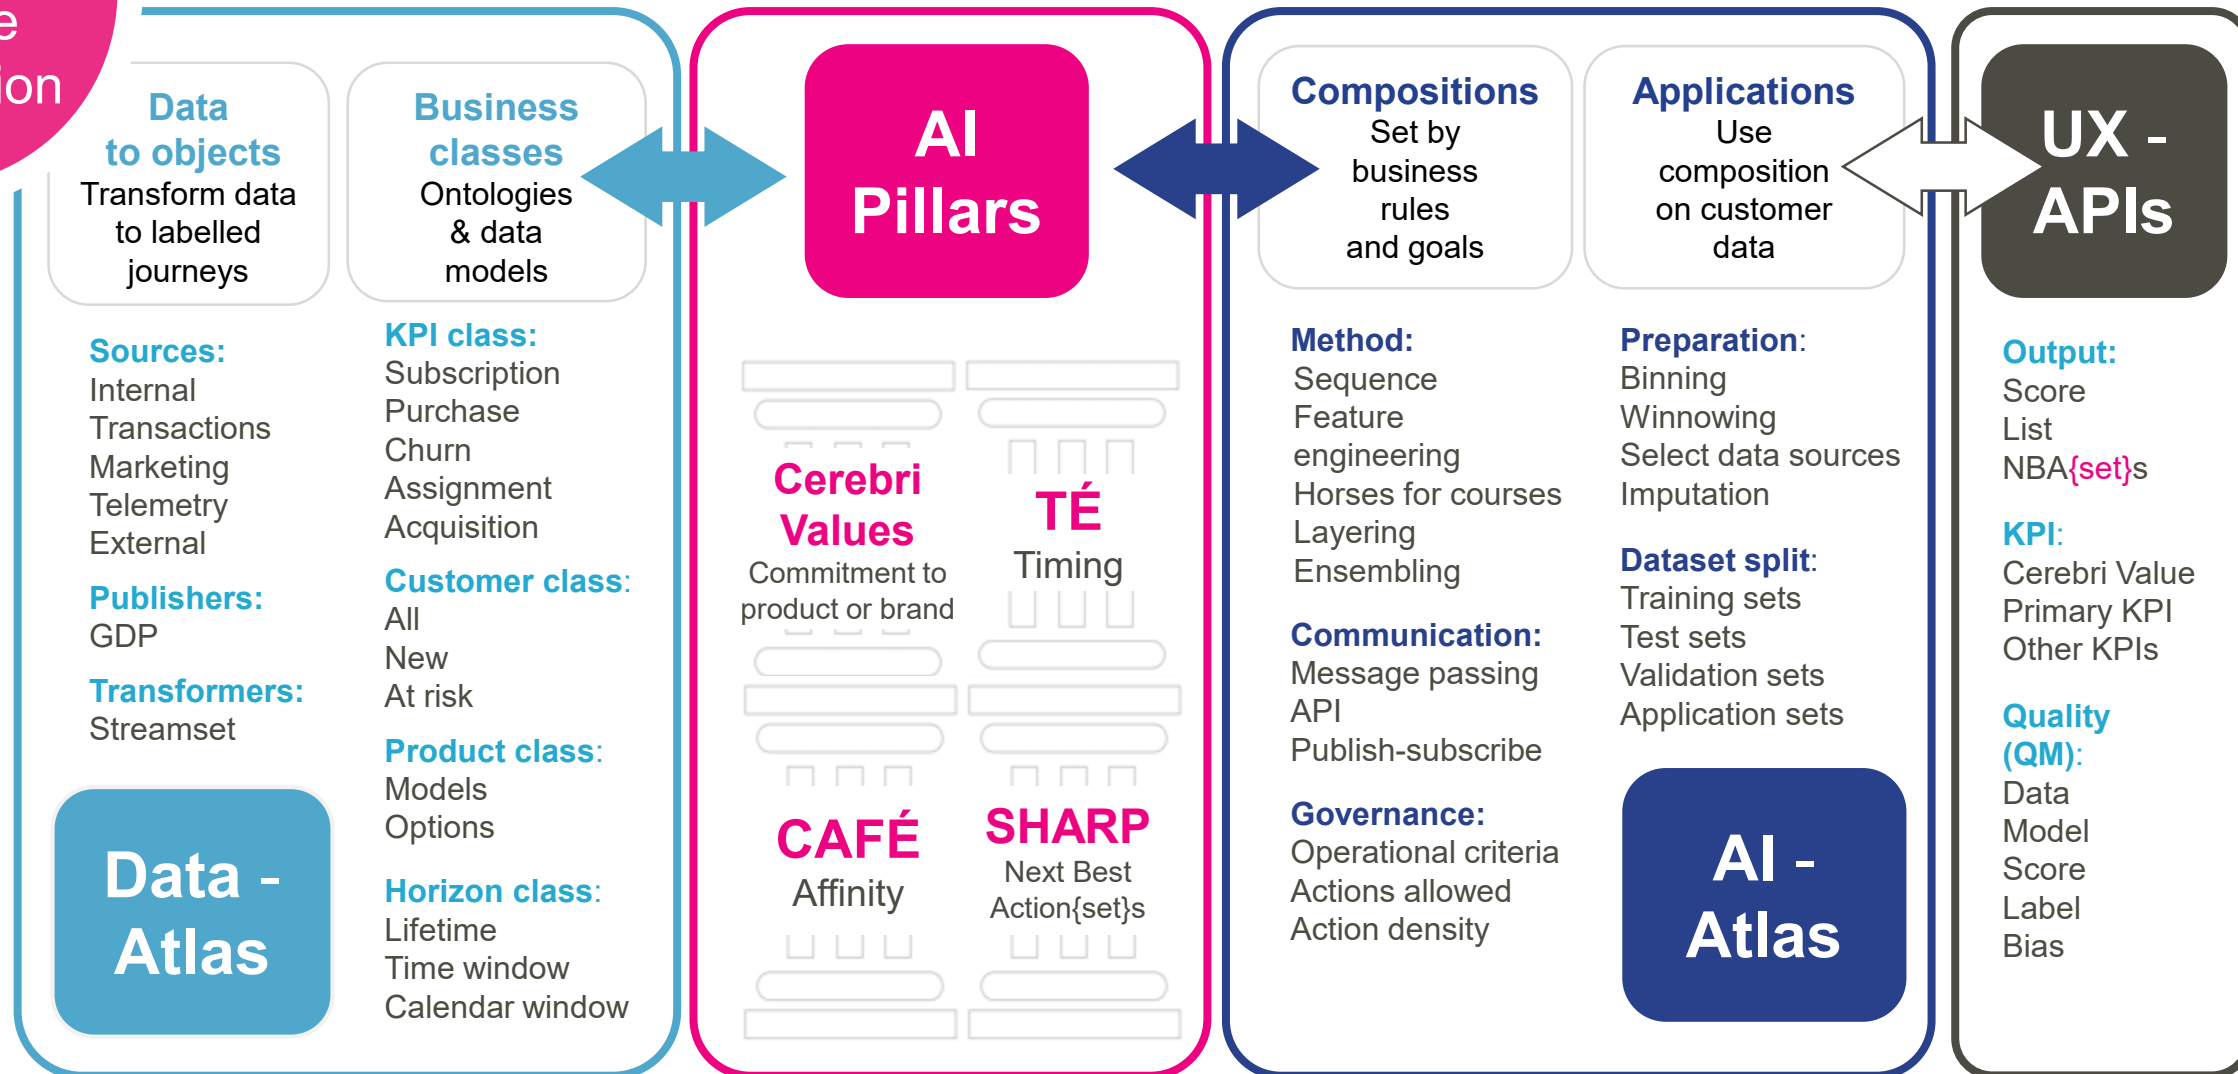 Data
to objects
Transform data
to labelled
journeys
Sources:
Internal
Transactions
Marketing
Telemetry
External
Publishers:
GDP
Transformers:
Streamset
Data -
Atlas
Business
classes
Ontologies
& data
models
KPI class:
Subscription
Purchase
Churn
Assignment
Acquisition
Customer class:
All
New
At risk
Product class:
Models
Options
Horizon class:
Lifetime
Time window
Calendar window
AI
Pillars
Cerebri
Values
Commitment to
product or brand
TÉ
Timing
CAFÉ
Affinity
SHARP
Next Best
Action{set}s
Compositions
Set by
business
rules
and goals
Method:
Sequence
Feature
engineering
Horses for courses
Layering
Ensembling
Communication:
Message passing
API
Publish-subscribe
Governance:
Operational criteria
Actions allowed
Action density
Applications
Use
composition
on customer
data
Preparation:
Binning
Winnowing
Select data sources
Imputation
Dataset split:
Training sets
Test sets
Validation sets
Application sets
AI -
Atlas
UX -
APIs
Output:
Score
List
NBA{set}s
KPI:
Cerebri Value
Primary KPI
Other KPIs
Quality
(QM):
Data
Model
Score
Label
Bias